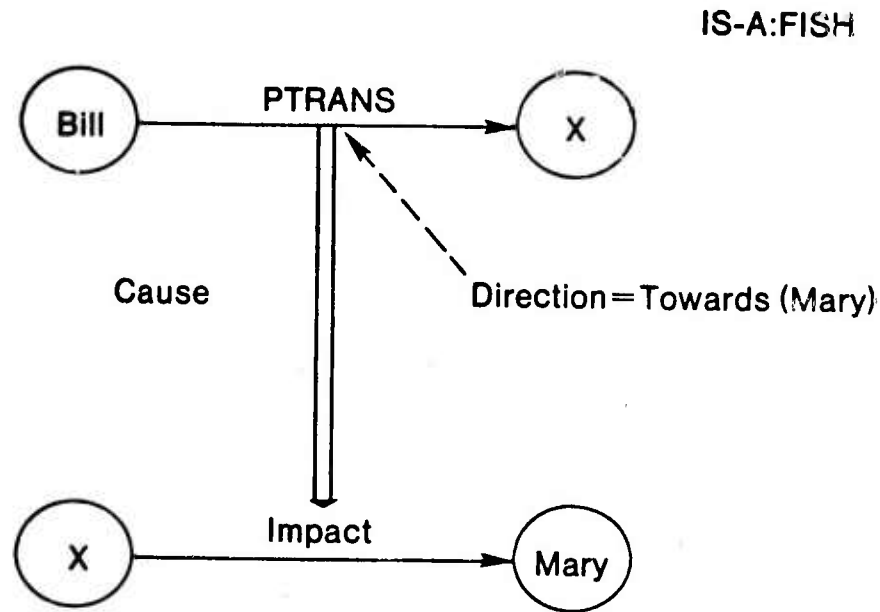 IS-A:FISH
PTRANS
Bill
X
Cause
Direction=Towards (Mary)
Impact
X
Mary